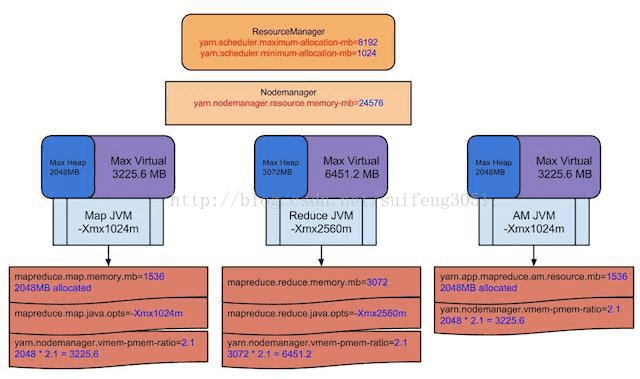 ResourceManager
yarn.scheduler.maximum-allocation-mb=8192
yarn.scheduler.minimum-allocation-mb=1024
Nodemanager
yarn.nodemanager.resource.memory-mb=24576
Max Heap
2048MB
Max Virtual
3225.6 MB
Max Heap
3072MB
Max Virtual
6451.2 MB
Max Heap
2048MB
Max Virtual
3225.6 MB
http://blog.csdn.net/suifeng3051
Map JVM
-Xmx1024m
Reduce JVM
-Xmx2560m
AM JVM
-Xmx1024m
mapreduce.map.memory.mb=1536
2048MB allocated
mapreduce.map.java.opts=-Xmx1024m
yarn.nodemanager.vmem-pmem-ratio=2.1
2048 * 2.1 = 3225.6
mapreduce.reduce.memory.mb=3072
mapreduce.reduce.java.opts=-Xmx2560m
yarn.nodemanager.vmem-pmem-ratio=2.1
3072 * 2.1 = 6451.2
yarn.app.mapreduce.am.resource.mb=1536
2048MB allocated
yarn.nodemanager.vmem-pmem-ratio=2.1
2048 * 2.1 = 3225.6